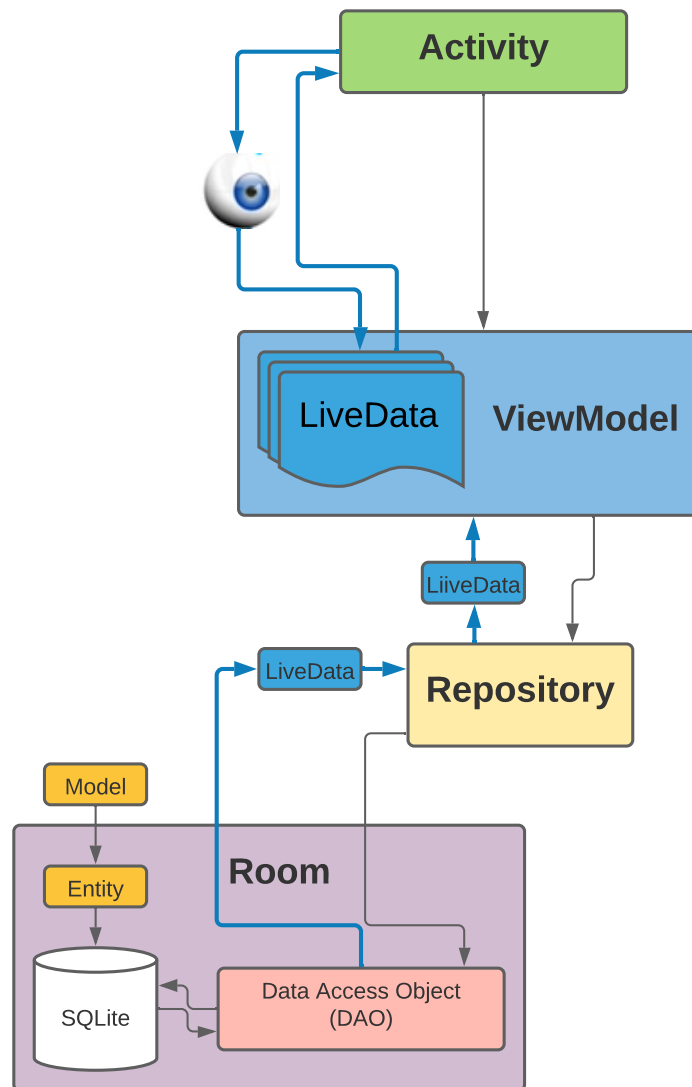 Activity
LiveData
ViewModel
LiiveData
LiveData
Repository
Model
Room
Entity
Data Access Object
(DAO)
SQLite